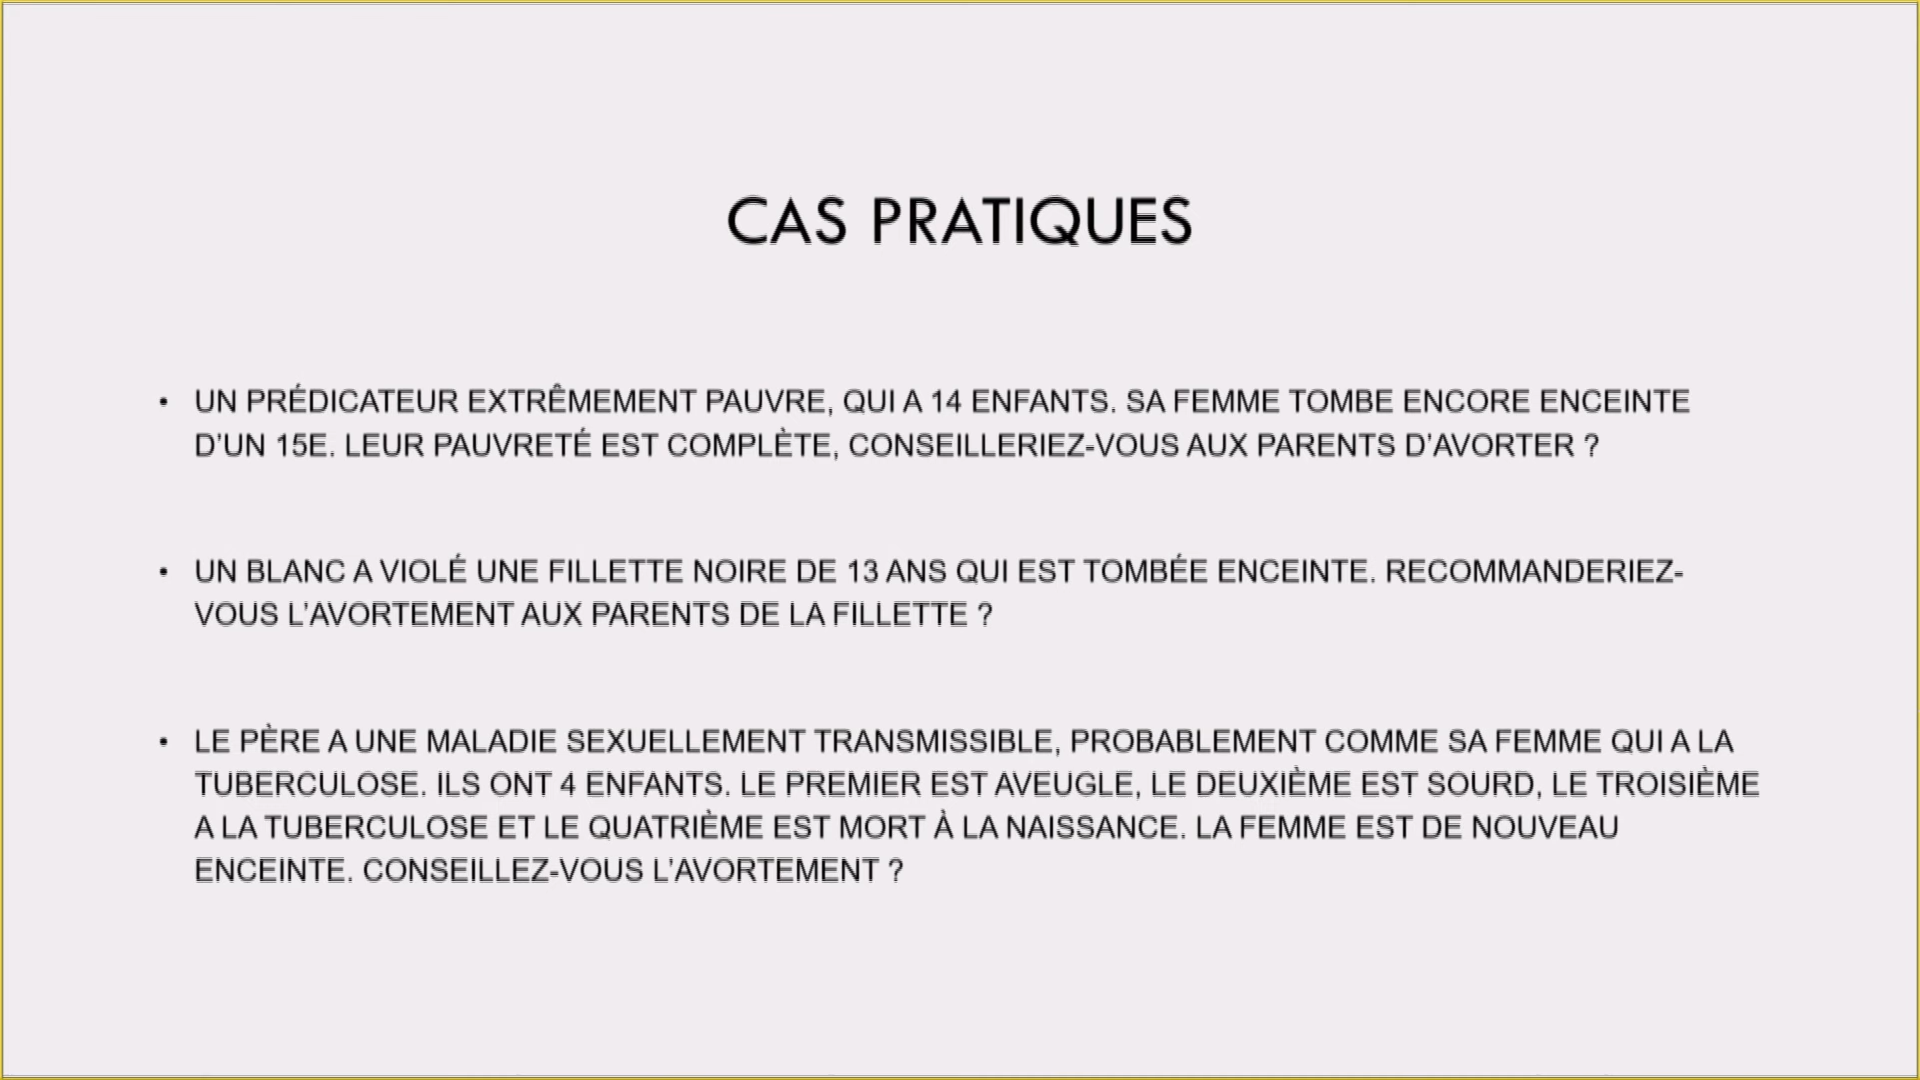 CAS PRATIQUES
• UN PRÉDICATEUR EXTRÊMEMENT PAUVRE, QUI A 14 ENFANTS. SA FEMME TOMBE ENCORE ENCEINTE
D’UN 15E. LEUR PAUVRETÉ EST COMPLÈTE, CONSEILLERIEZ-VOUS AUX PARENTS D’AVORTER ?
• UN BLANC A VIOLÉ UNE FILLETTE NOIRE DE 13 ANS QUI EST TOMBÉE ENCEINTE. RECOMMANDERIEZ-
VOUS L’AVORTEMENT AUX PARENTS DE LA FILLETTE ?
• LE PÈRE A UNE MALADIE SEXUELLEMENT TRANSMISSIBLE, PROBABLEMENT COMME SA FEMME QUI A LA
TUBERCULOSE. ILS ONT 4 ENFANTS. LE PREMIER EST AVEUGLE, LE DEUXIÈME EST SOURD, LE TROISIÈME
A LA TUBERCULOSE ET LE QUATRIÈME EST MORT À LA NAISSANCE. LA FEMME EST DE NOUVEAU
ENCEINTE. CONSEILLEZ-VOUS L’AVORTEMENT ?